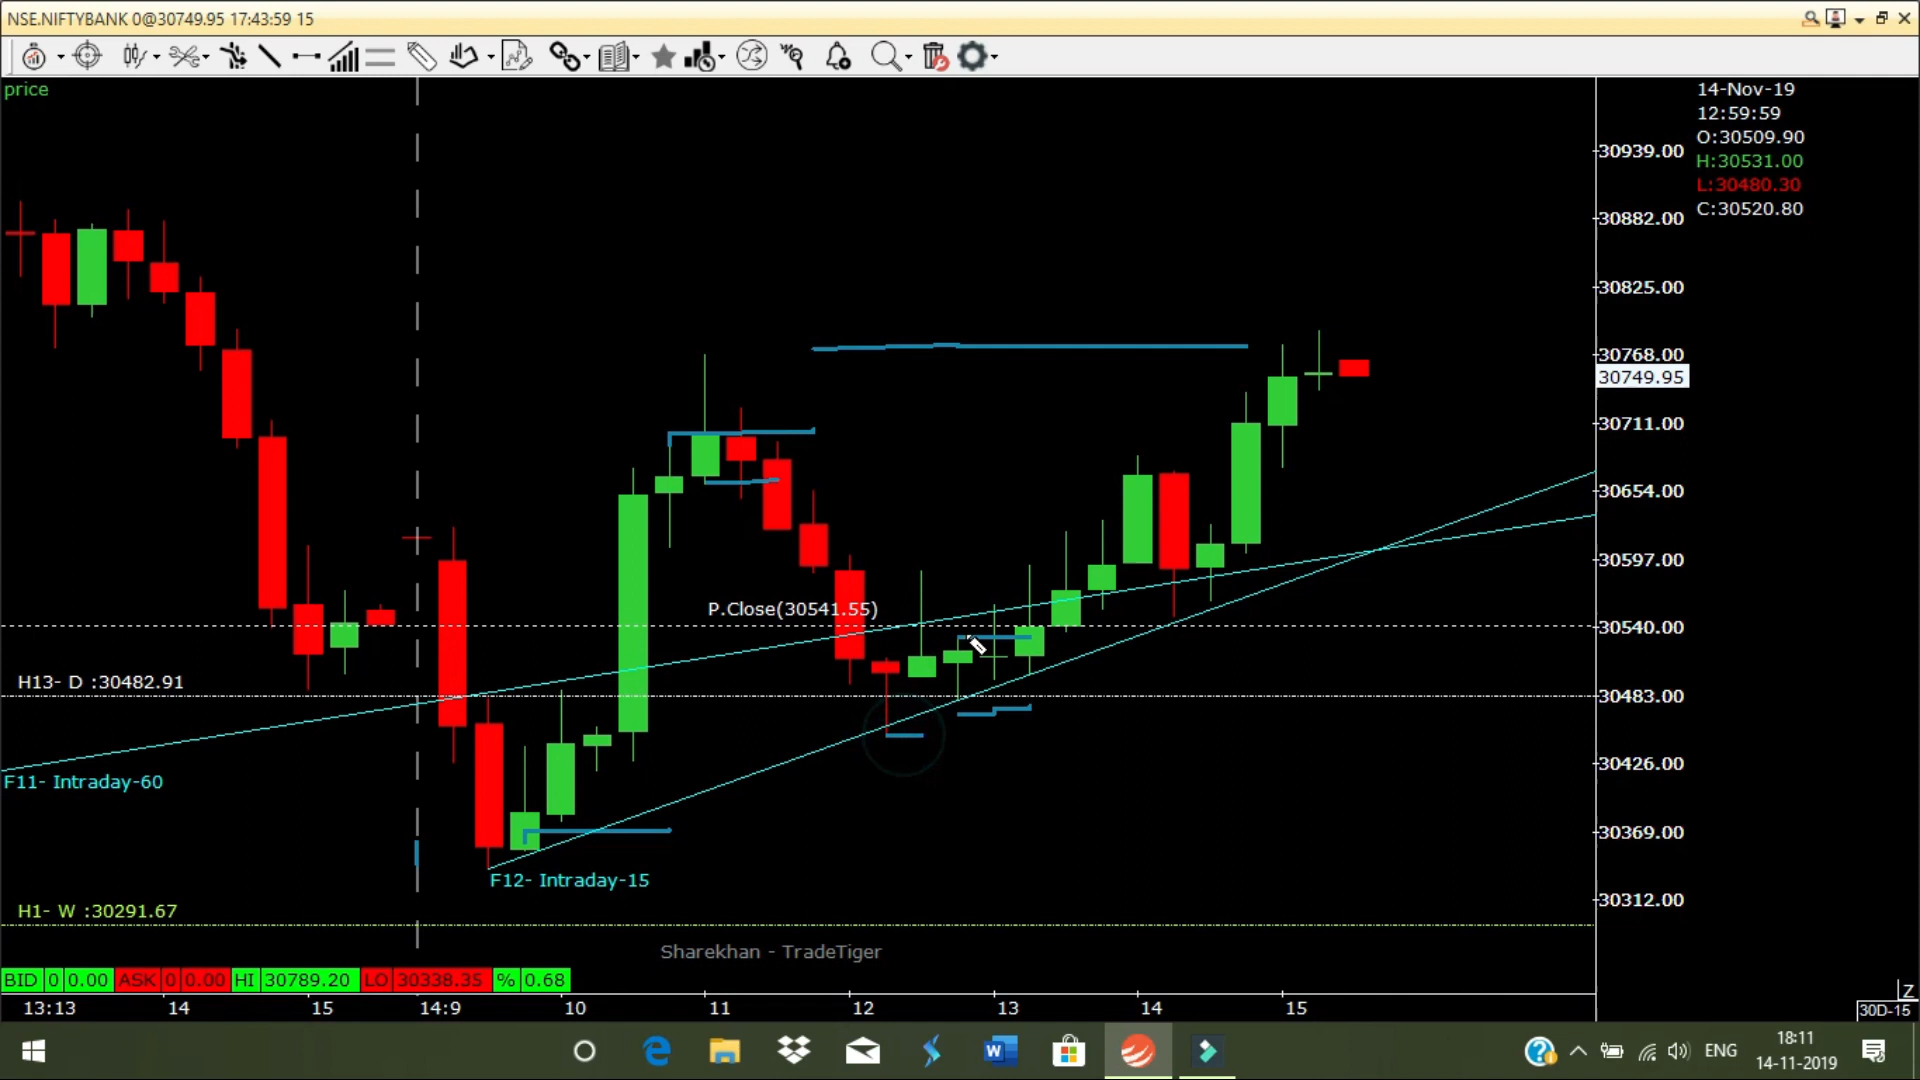 NSE.NIFTYBANK 0@30749.95 17:43:59 15
price
14-Nov-19
12:59:59
O:30509.90
H:30531.00
L:30480.30
C:30520.80
30939.00
30882.00
30825.00
30768.00
30749.95
30711.00
30654.00
30597.00
30540.00
30483.00
30426.00
30369.00
30312.00
P.Close(30541.55)
H13- D :30482.91
F11- Intraday-60
F12- Intraday-15
H1- W :30291.67
Sharekhan - TradeTiger
BID 0 0.00 ASK 0 0.00 HI 30789.20 LO 30338.35 % 0.68
13:13 14 15 14:9 10 11 12 13 14 15
Z
30D-15
W
ENG
18:11
14-11-2019